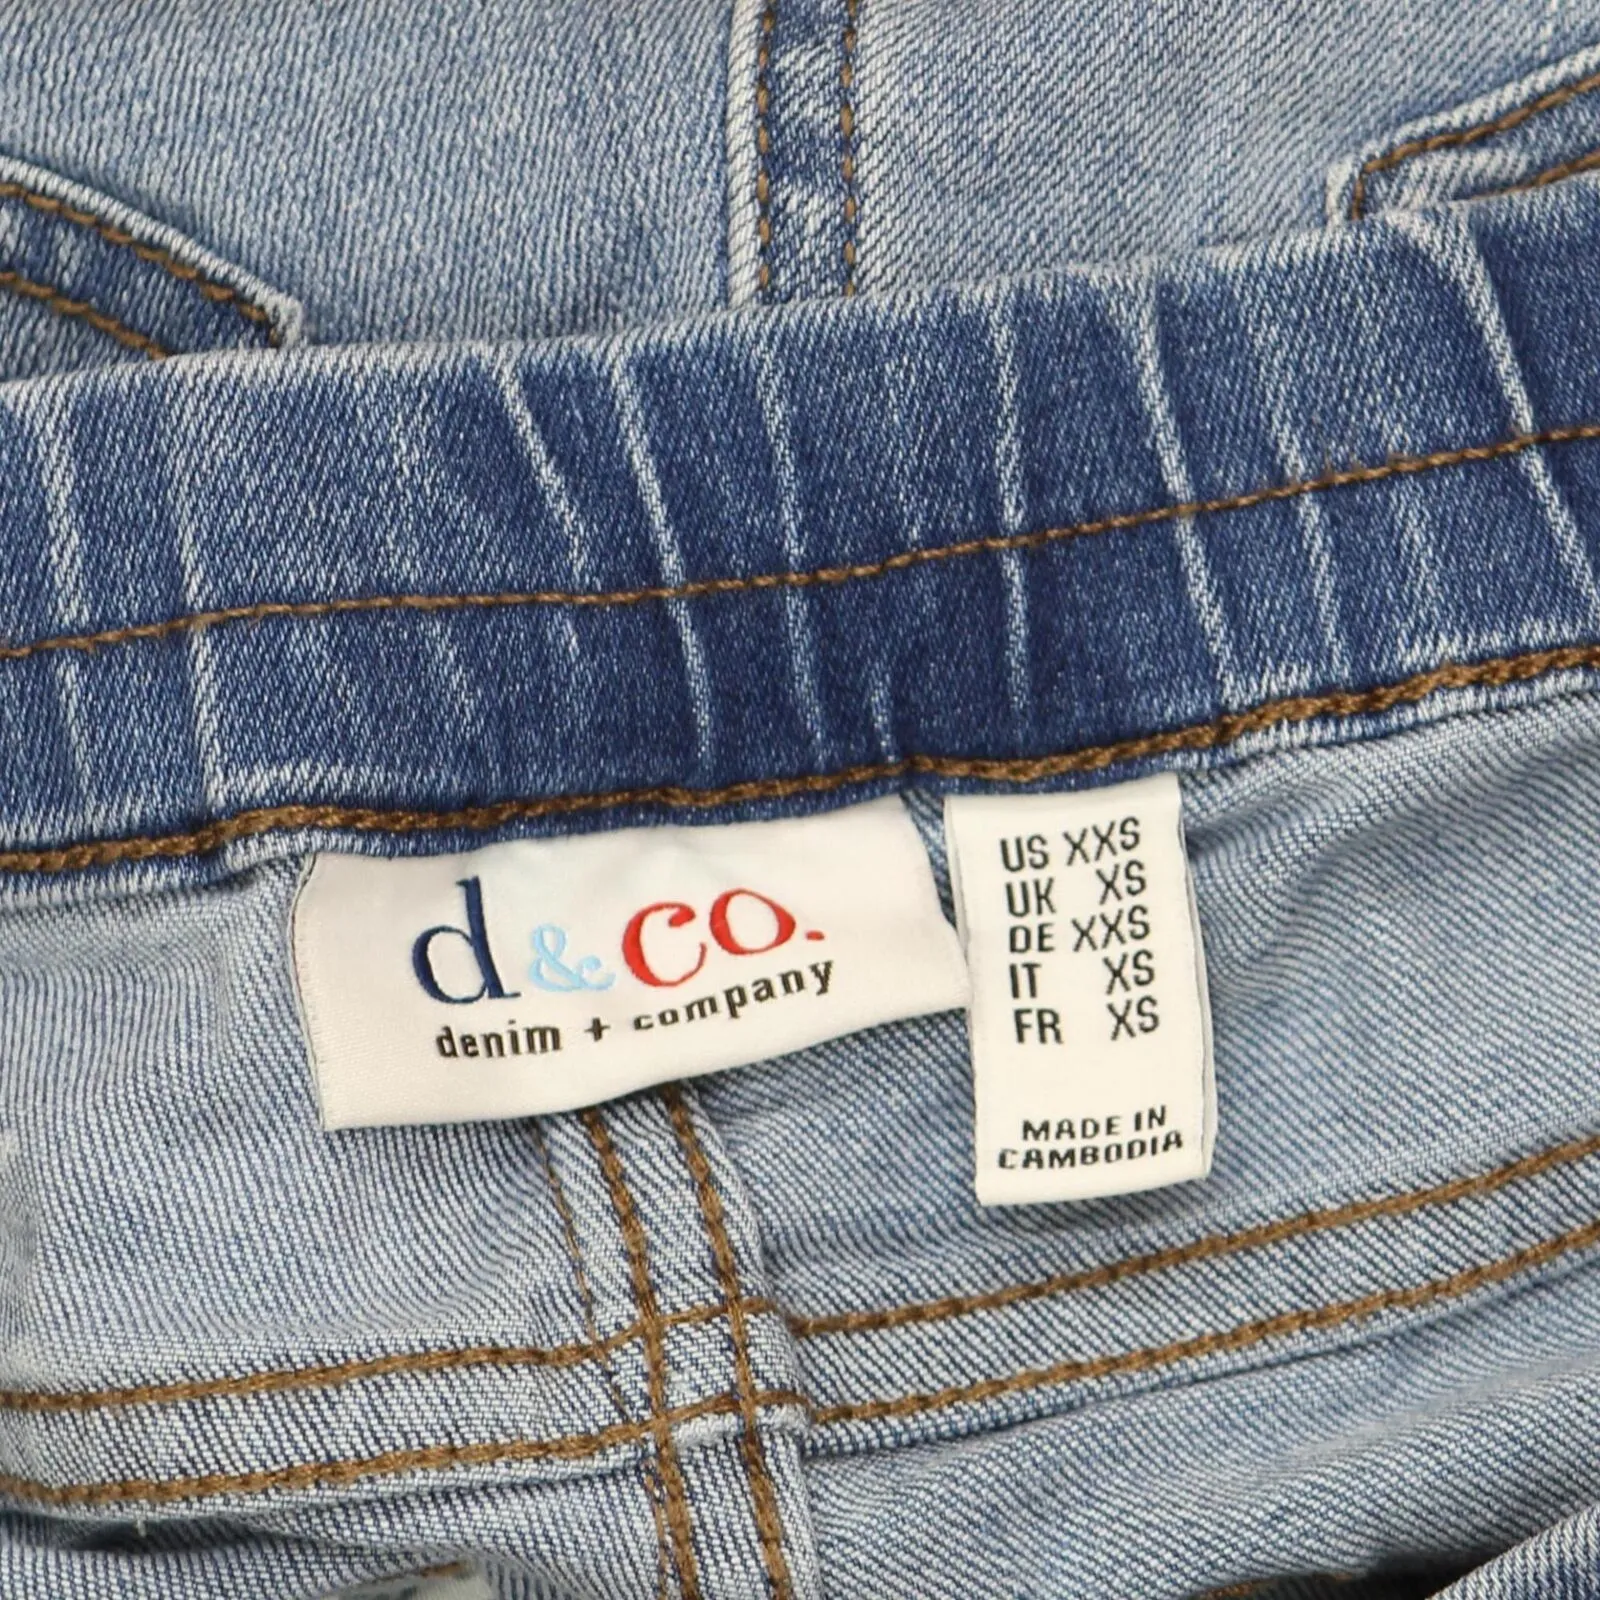 d&co.
denim + company
US XXS
UK XS
DE XXS
IT XS
FR XS
MADE IN
CAMBODIA